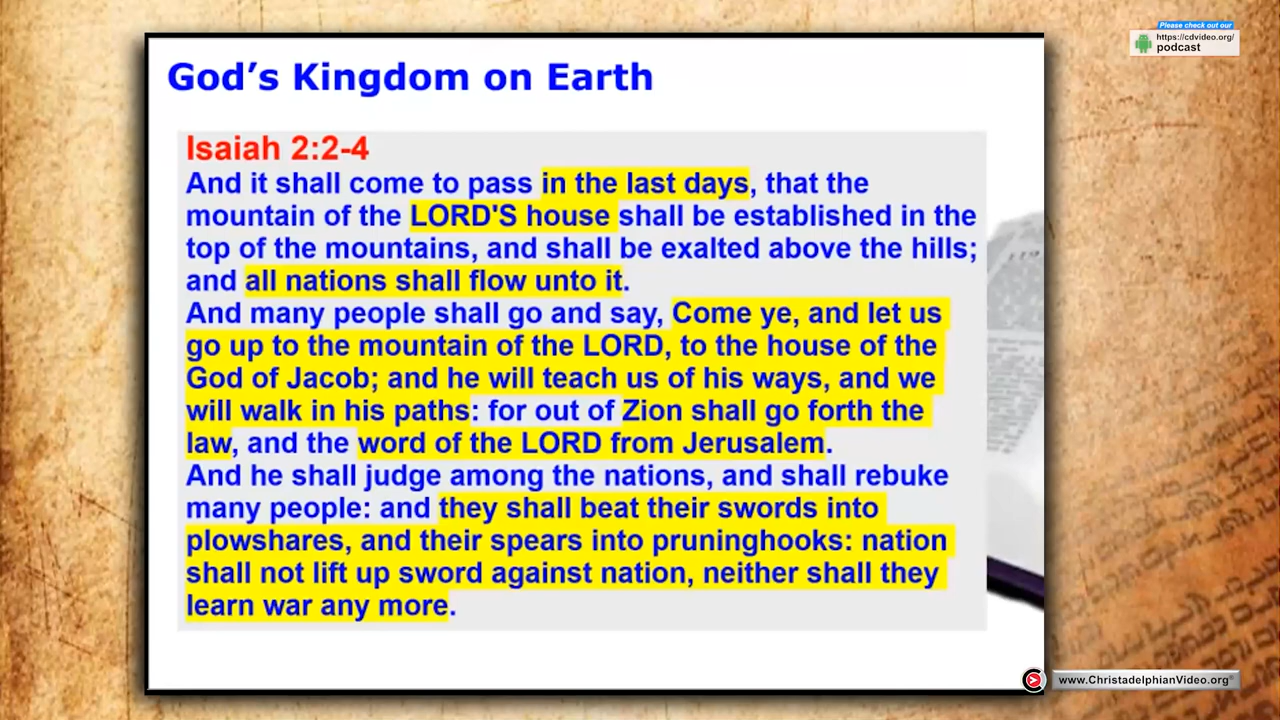 Please check out our
https://cdvideo.org/
podcast
God's Kingdom on Earth
Isaiah 2:2-4
And it shall come to pass in the last days, that the
mountain of the LORD'S house shall be established in the
top of the mountains, and shall be exalted above the hills;
and all nations shall flow unto it.
And many people shall go and say, Come ye, and let us
go up to the mountain of the LORD, to the house of the
God of Jacob; and he will teach us of his ways, and we
will walk in his paths: for out of Zion shall go forth the
law, and the word of the LORD from Jerusalem.
And he shall judge among the nations, and shall rebuke
many people: and they shall beat their swords into
plowshares, and their spears into pruninghooks: nation
shall not lift up sword against nation, neither shall they
learn war any more.
www.ChristadelphianVideo.org